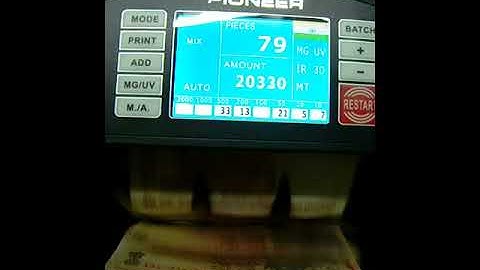 PIONEER
MODE
PRINT
ADD
MG/UV
M./A.
PIECES
MIX
79
MG UV
AMOUNT
IR 3D
AUTO
20320
MT
2000 1000 500 200 100 50 20 10
33 13 21 5 7
BATCH
+
−
RESTART